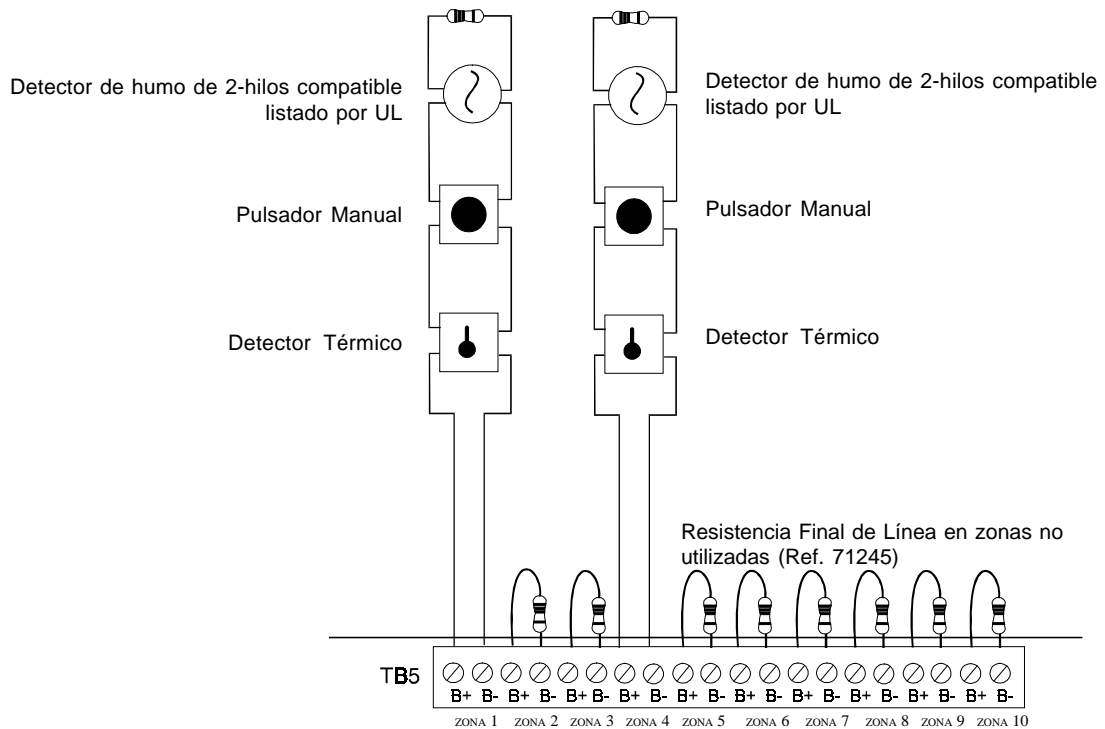 Detector de humo de 2-hilos compatible
listado por UL
Detector de humo de 2-hilos compatible
listado por UL
Pulsador Manual
Pulsador Manual
Detector Térmico
Detector Térmico
Resistencia Final de Línea en zonas no
utilizadas (Ref. 71245)
TB5
B+ B- B+ B- B+ B- B+ B- B+ B- B+ B- B+ B- B+ B- B+ B- B+ B-
ZONA 1 ZONA 2 ZONA 3 ZONA 4 ZONA 5 ZONA 6 ZONA 7 ZONA 8 ZONA 9 ZONA 10